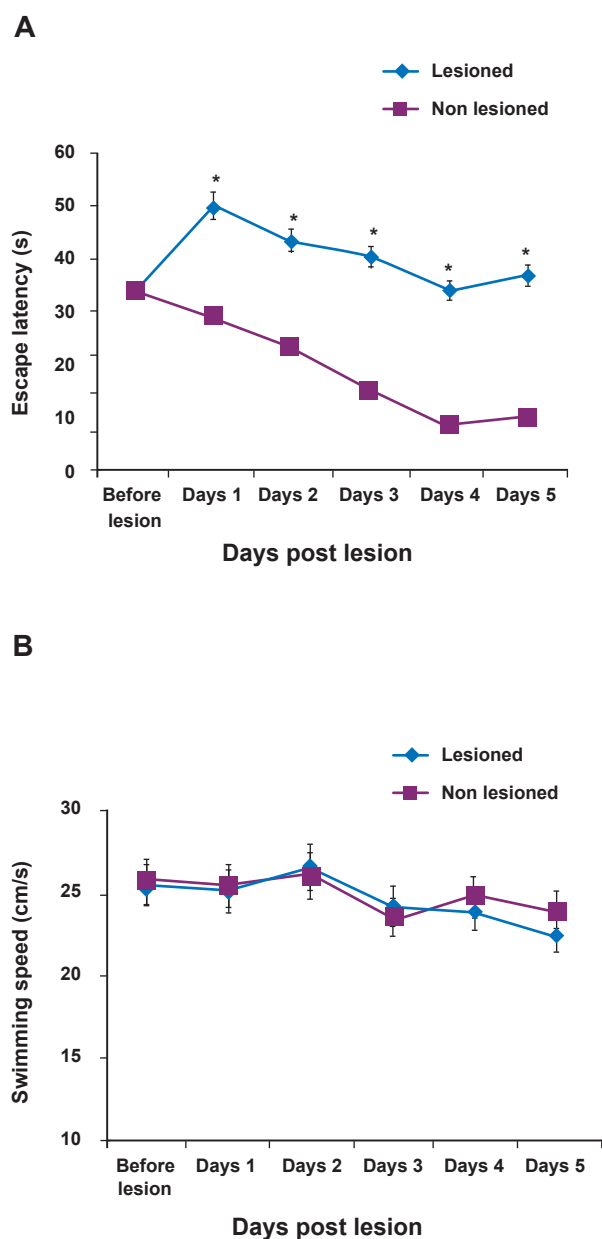 A
Lesioned
Non lesioned
60
50
40
30
20
10
0
Escape latency (s)
*
*
*
*
*
Before lesion
Days 1
Days 2
Days 3
Days 4
Days 5
Days post lesion
B
Lesioned
Non lesioned
30
25
20
15
10
Swimming speed (cm/s)
Before lesion
Days 1
Days 2
Days 3
Days 4
Days 5
Days post lesion